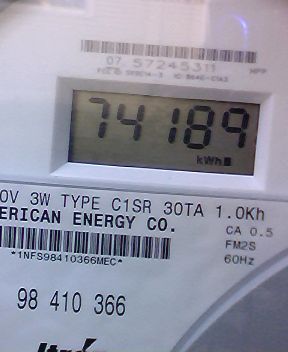 07 57245311
74189
kWh
0V 3W TYPE C1SR 30TA 1.0Kh
ERICAN ENERGY CO.
CA 0.5
FM2S
*1NFS98410366MEC*
60Hz
98 410 366
Itrón